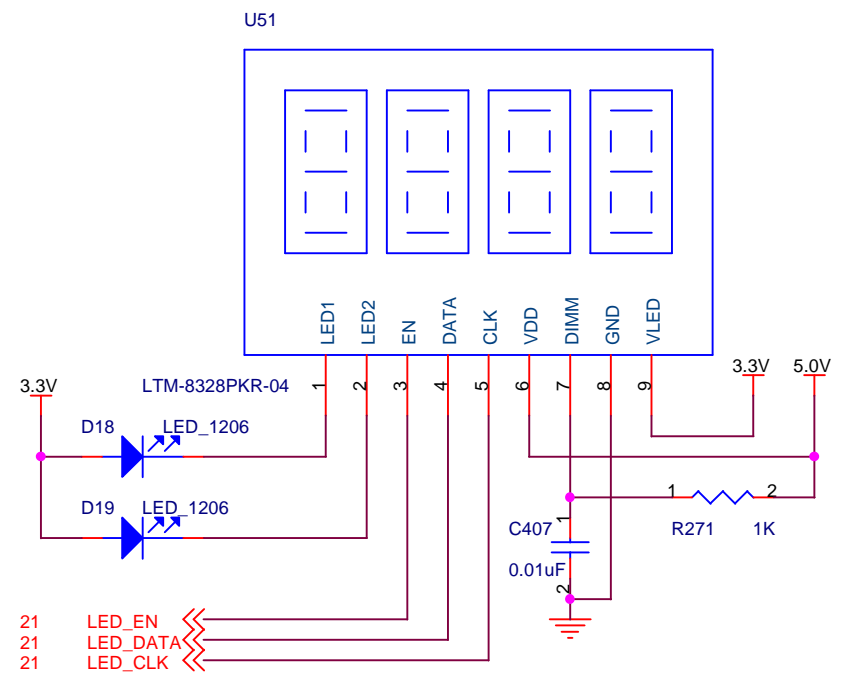 U51
LED1
LED2
EN
DATA
CLK
VDD
DIMM
GND
VLED
3.3V
LTM-8328PKR-04
1
2
3
4
5
6
7
8
9
3.3V
5.0V
D18
LED_1206
D19
LED_1206
1
2
C407
1
R271
1K
0.01uF
2
21 LED_EN
21 LED_DATA
21 LED_CLK